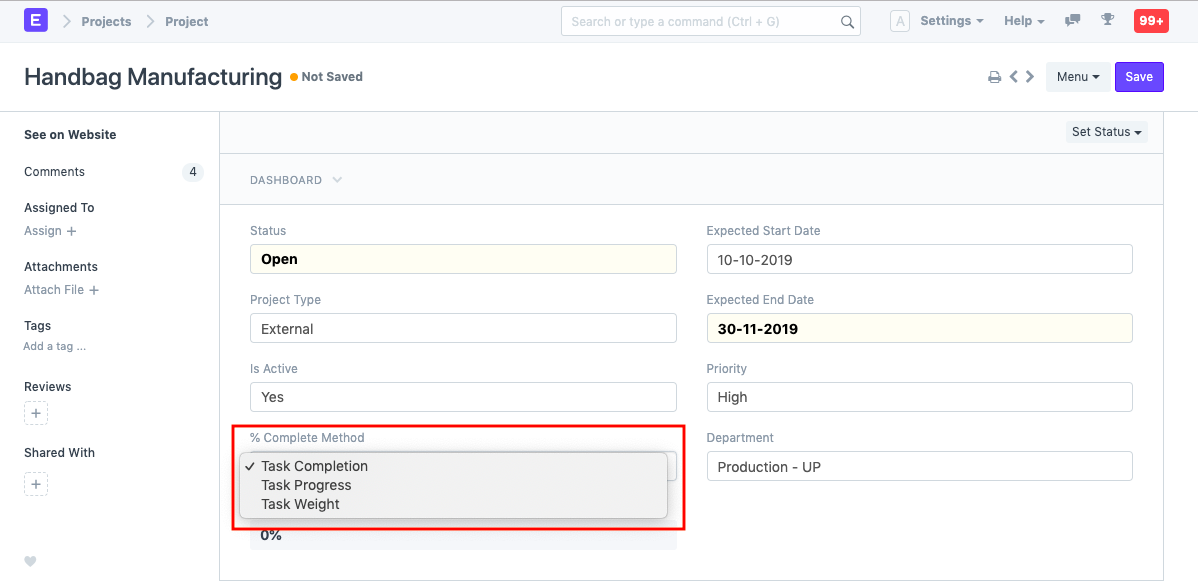 E Projects Project Search or type a command (Ctrl + G) A Settings Help 99+
Handbag Manufacturing Not Saved Menu Save
See on Website
Comments 4
Assigned To
Assign +
Attachments
Attach File +
Tags
Add a tag ...
Reviews
+
Shared With
+
Set Status
DASHBOARD
Status
Open
Project Type
External
Is Active
Yes
% Complete Method
✓ Task Completion
Task Progress
Task Weight
0%
Expected Start Date
10-10-2019
Expected End Date
30-11-2019
Priority
High
Department
Production - UP